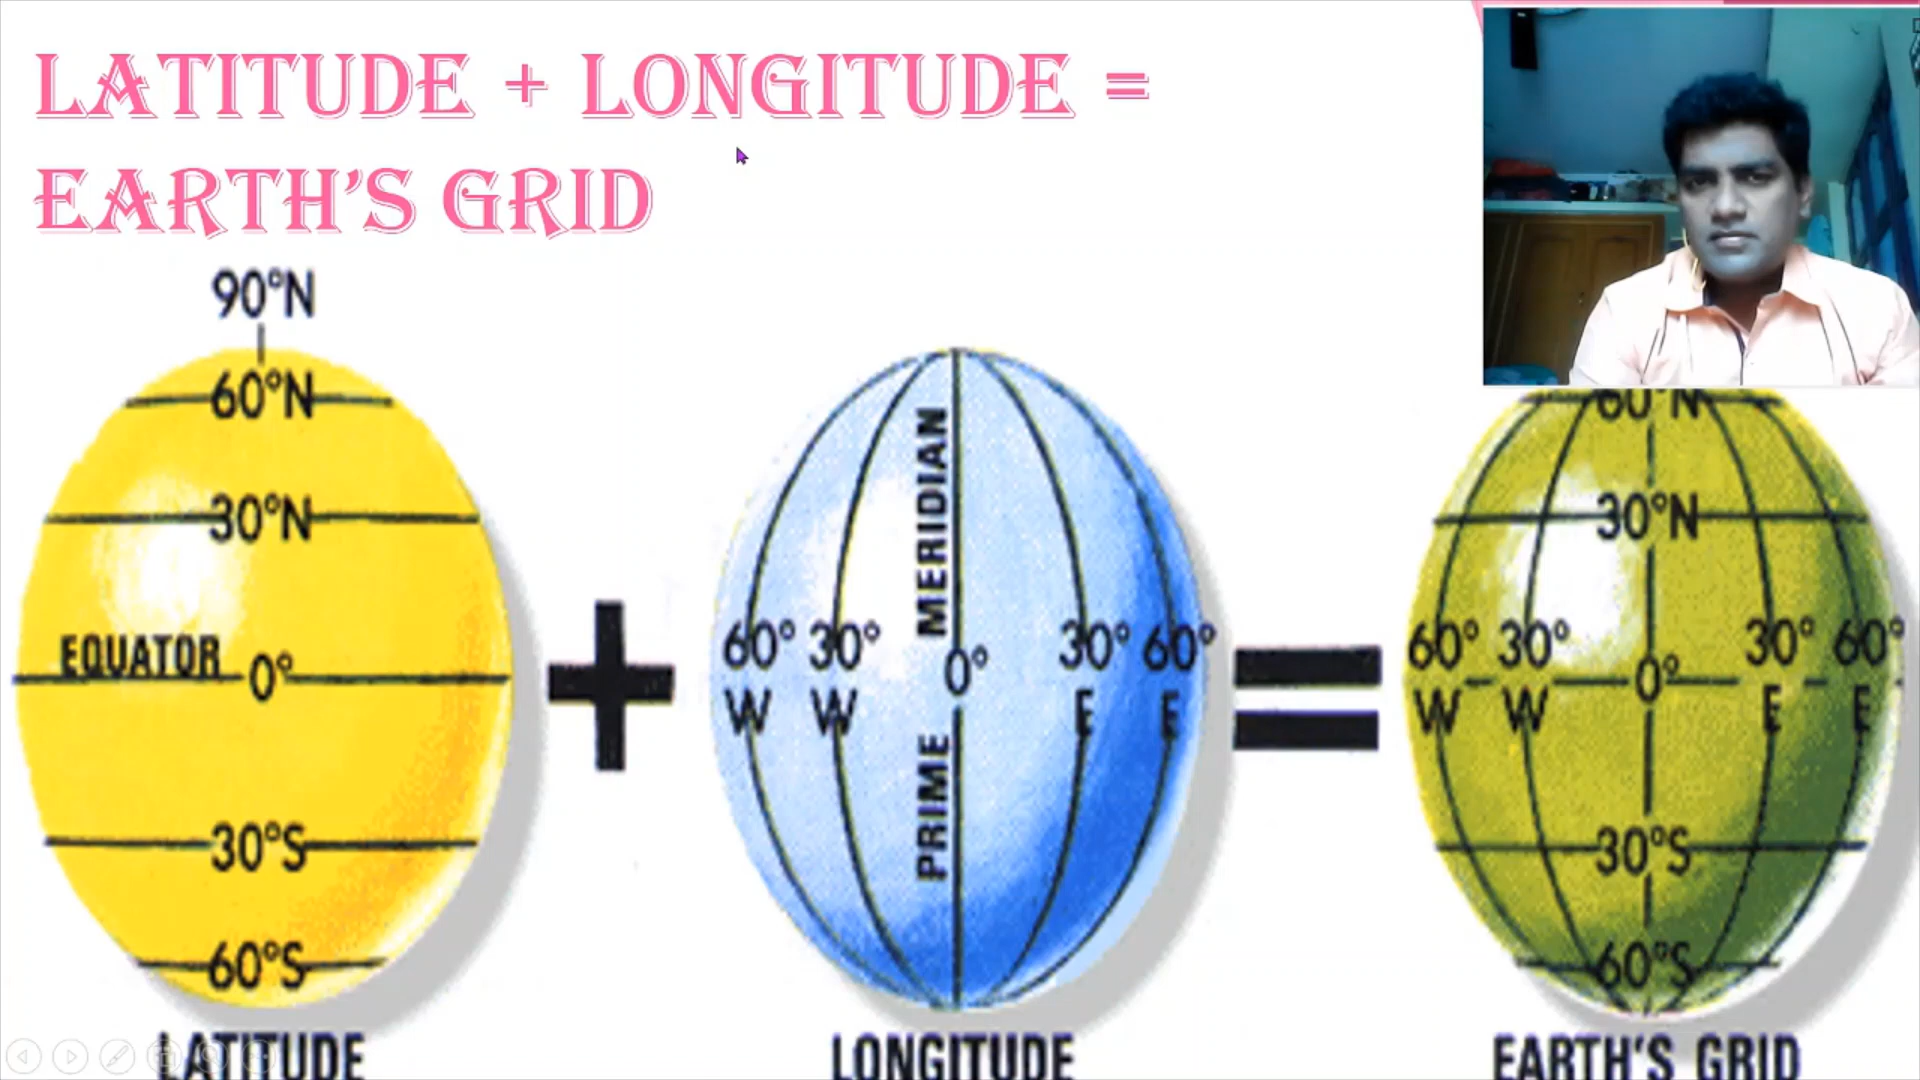 LATITUDE + LONGITUDE =
EARTH'S GRID
90°N
60°N
30°N
EQUATOR 0°
30°S
60°S
LATITUDE
MERIDIAN
60° 30° 0° 30° 60°
W W E E
PRIME
LONGITUDE
60°N
30°N
60° 30° 0° 30° 60°
W W E E
30°S
60°S
EARTH'S GRID